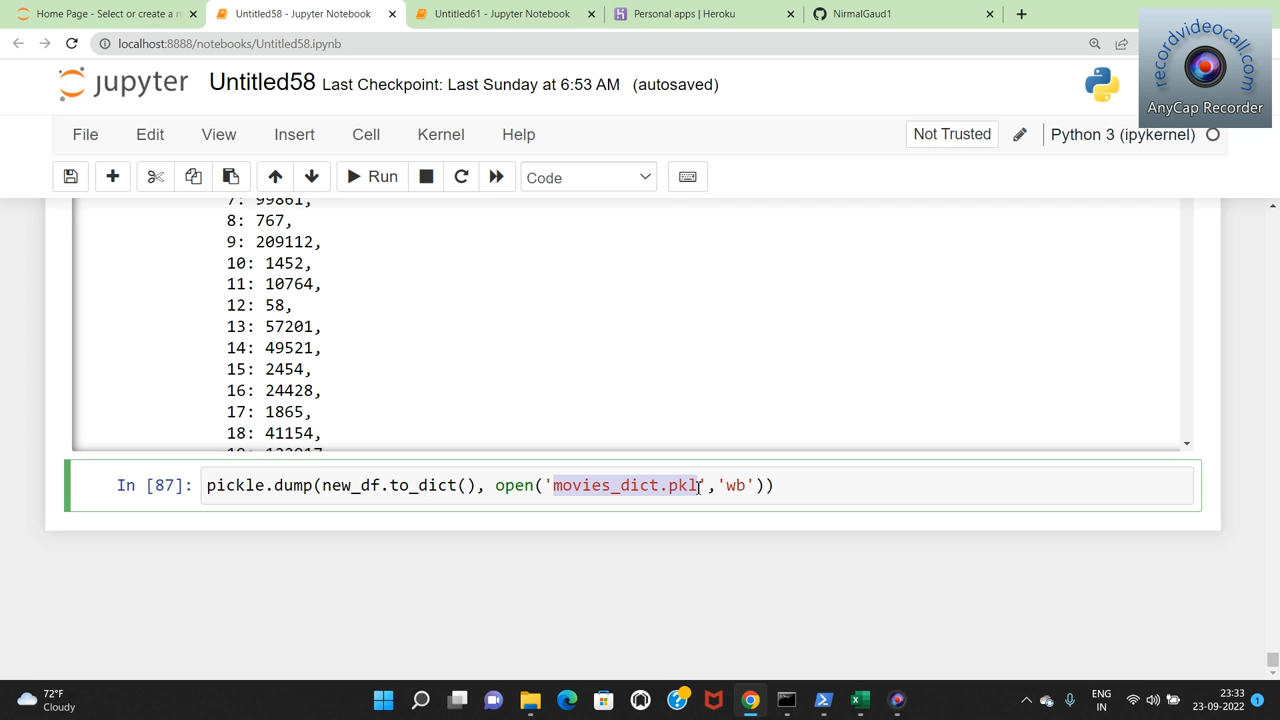 Home Page - Select or create a n
Untitled58 - Jupyter Notebook
Untitled61 - Jupyter Notebook
Personal apps | Heroku
NirmalGaud1
localhost:8888/notebooks/Untitled58.ipynb
recordvideocall.com
AnyCap Recorder
jupyter Untitled58 Last Checkpoint: Last Sunday at 6:53 AM (autosaved)
File Edit View Insert Cell Kernel Help
Not Trusted
Python 3 (ipykernel)
Run
Code
7: 99861,
8: 767,
9: 209112,
10: 1452,
11: 10764,
12: 58,
13: 57201,
14: 49521,
15: 2454,
16: 24428,
17: 1865,
18: 41154,
In [87]: pickle.dump(new_df.to_dict(), open('movies_dict.pkl','wb'))
72°F
Cloudy
ENG
IN
23:33
23-09-2022
1